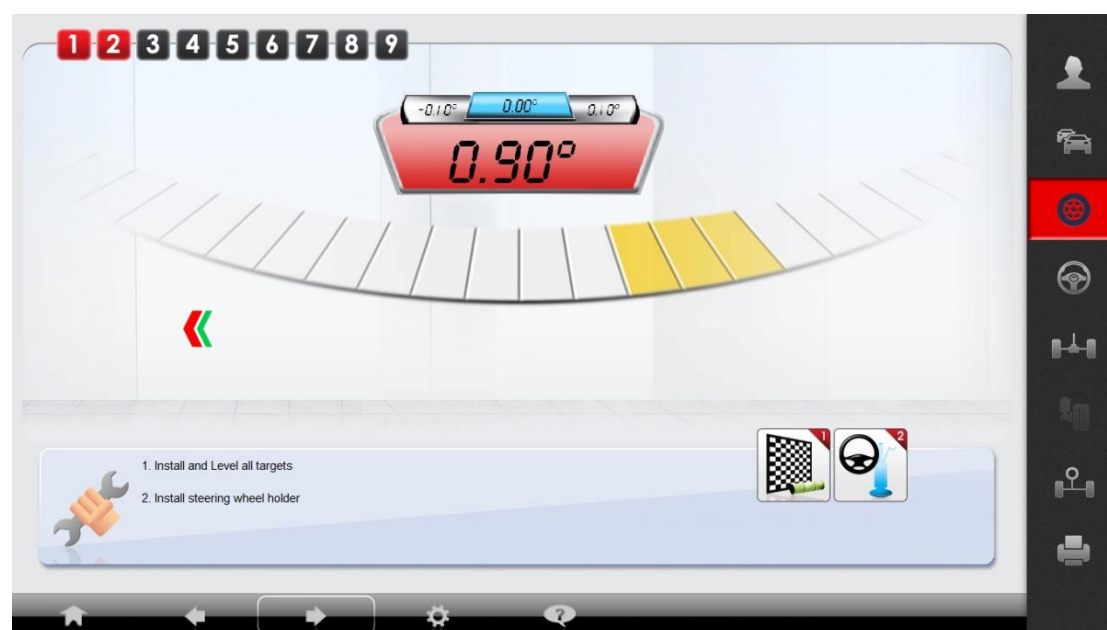 1 2 3 4 5 6 7 8 9
-0.10° 0.00° 0.10°
0.90°
1 2
1. Install and Level all targets
2. Install steering wheel holder
?